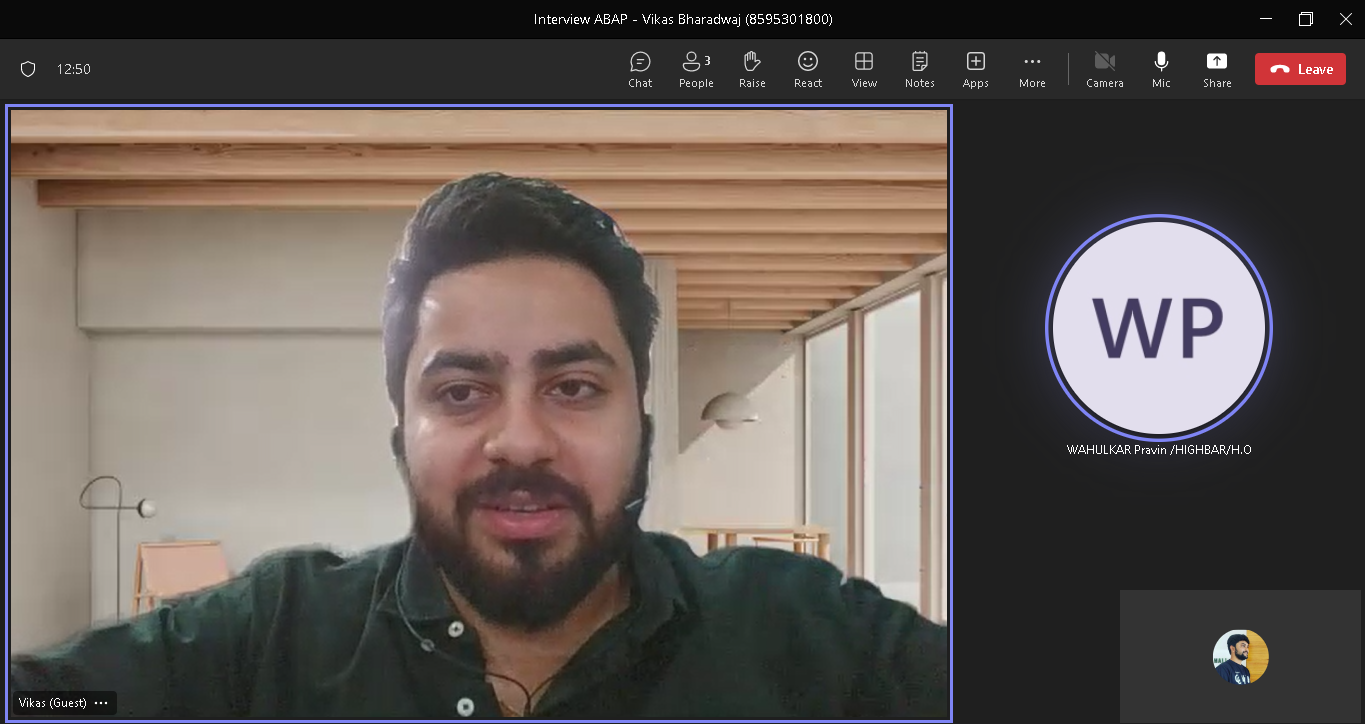 Interview ABAP - Vikas Bharadwaj (8595301800)
12:50
Chat
People 3
Raise
React
View
Notes
Apps
More
Camera
Mic
Share
Leave
WP
WAHULKAR Pravin /HIGHBAR/H.O
Vikas (Guest)